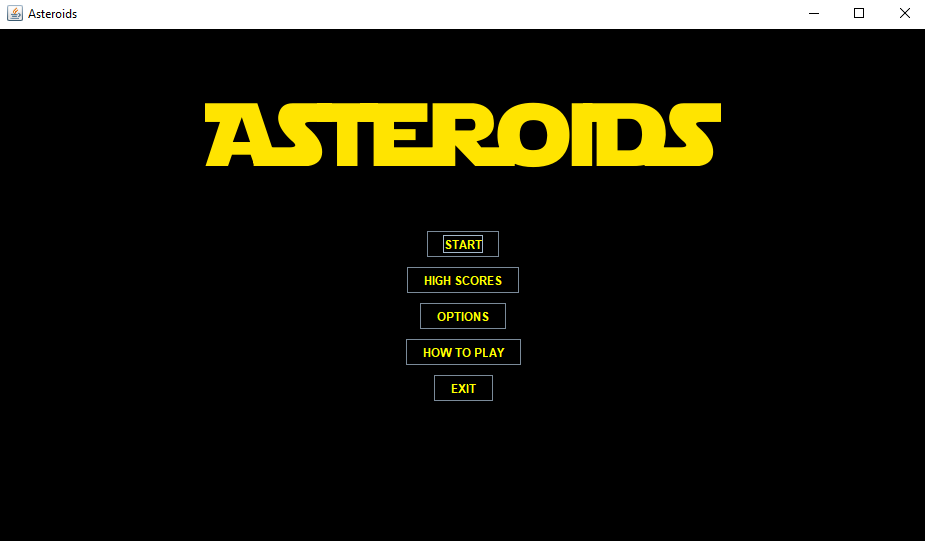 Asteroids
ASTEROIDS
START
HIGH SCORES
OPTIONS
HOW TO PLAY
EXIT